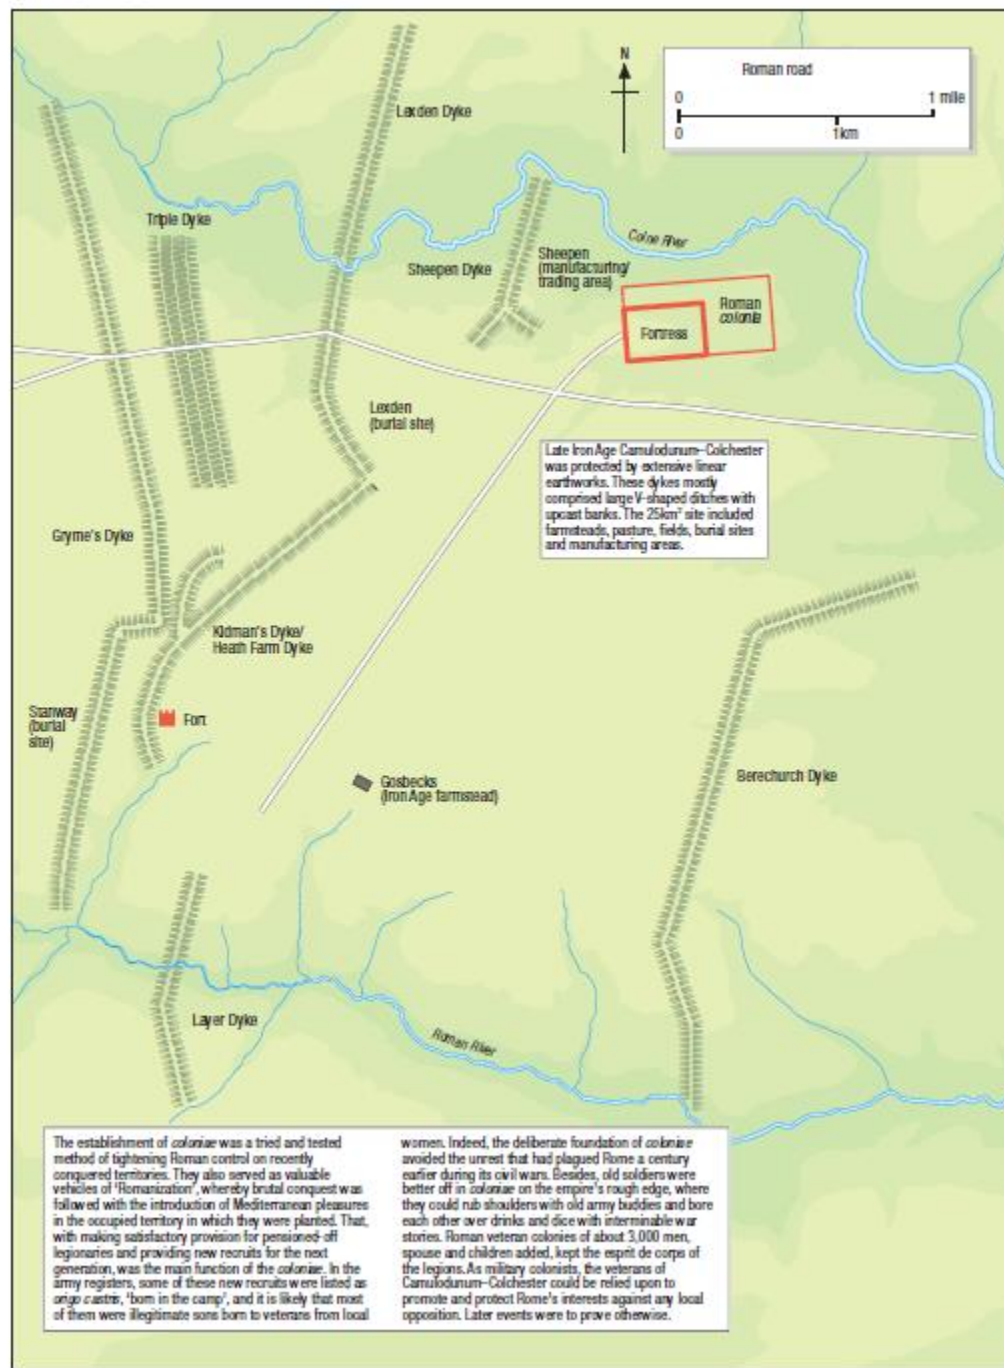 N
Roman road
0
1 mile
0
1km
Lexden Dyke
Triple Dyke
Colne River
Sheepen Dyke
Sheepen
(manufacturing/
trading area)
Roman
colonia
Fortress
Lexden
(burial site)
Late Iron Age Camulodunum–Colchester
was protected by extensive linear
earthworks. These dykes mostly
comprised large V-shaped ditches with
upcast banks. The 25km² site included
farmsteads, pasture, fields, burial sites
and manufacturing areas.
Gryme's Dyke
Kidman's Dyke/
Heath Farm Dyke
Stanway
(burial
site)
Fort
Gosbecks
(Iron Age farmstead)
Berechurch Dyke
Layer Dyke
Roman River
The establishment of coloniae was a tried and tested
method of tightening Roman control on recently
conquered territories. They also served as valuable
vehicles of 'Romanization', whereby brutal conquest was
followed with the introduction of Mediterranean pleasures
in the occupied territory in which they were planted. That,
with making satisfactory provision for pensioned-off
legionaries and providing new recruits for the next
generation, was the main function of the coloniae. In the
army registers, some of these new recruits were listed as
origo castris, 'born in the camp', and it is likely that most
of them were illegitimate sons born to veterans from local
women. Indeed, the deliberate foundation of coloniae
avoided the unrest that had plagued Rome a century
earlier during its civil wars. Besides, old soldiers were
better off in coloniae on the empire's rough edge, where
they could rub shoulders with old army buddies and bore
each other over drinks and dice with interminable war
stories. Roman veteran colonies of about 3,000 men,
spouse and children added, kept the esprit de corps of
the legions. As military colonists, the veterans of
Camulodunum–Colchester could be relied upon to
promote and protect Rome's interests against any local
opposition. Later events were to prove otherwise.